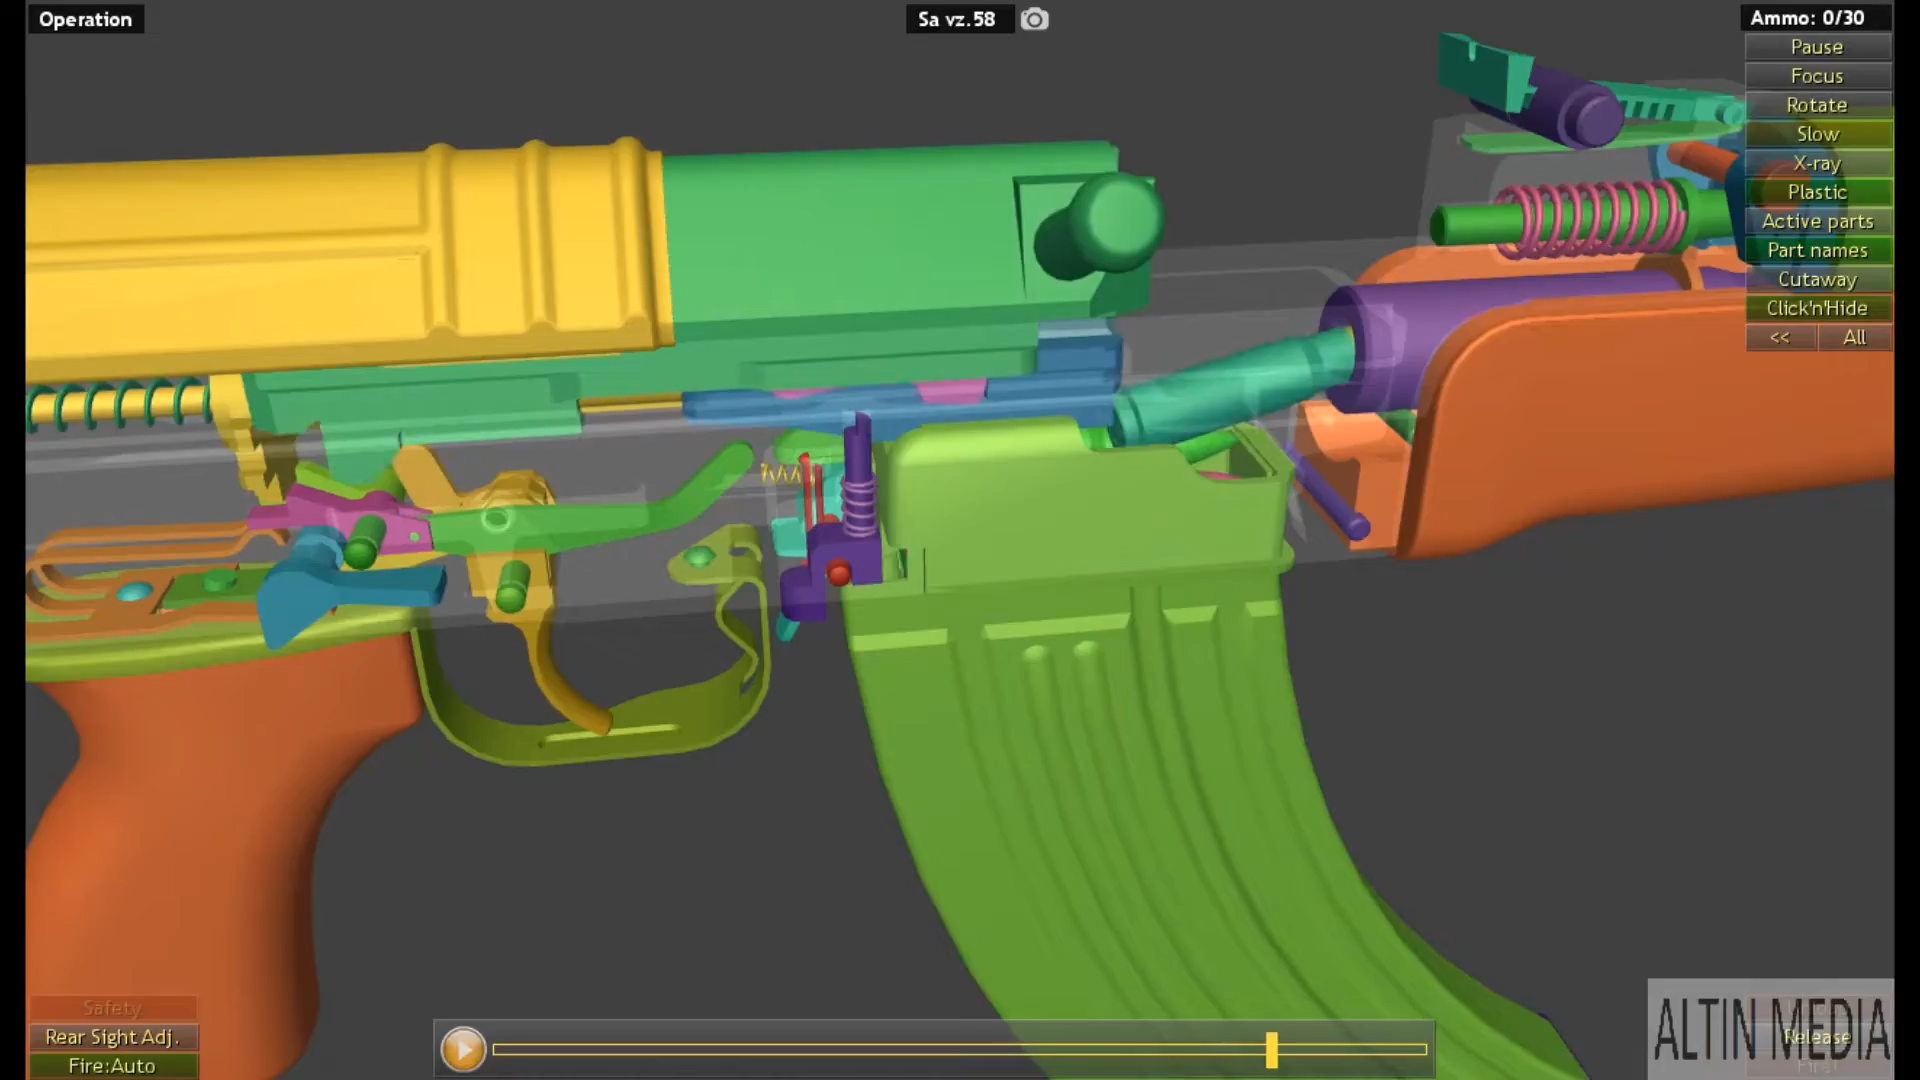 Operation
Sa vz.58
Ammo: 0/30
Pause
Focus
Rotate
Slow
X-ray
Plastic
Active parts
Part names
Cutaway
Click'n'Hide
<<
All
Safety
Rear Sight Adj.
Fire:Auto
ALTIN MEDIA
Release
Fire!